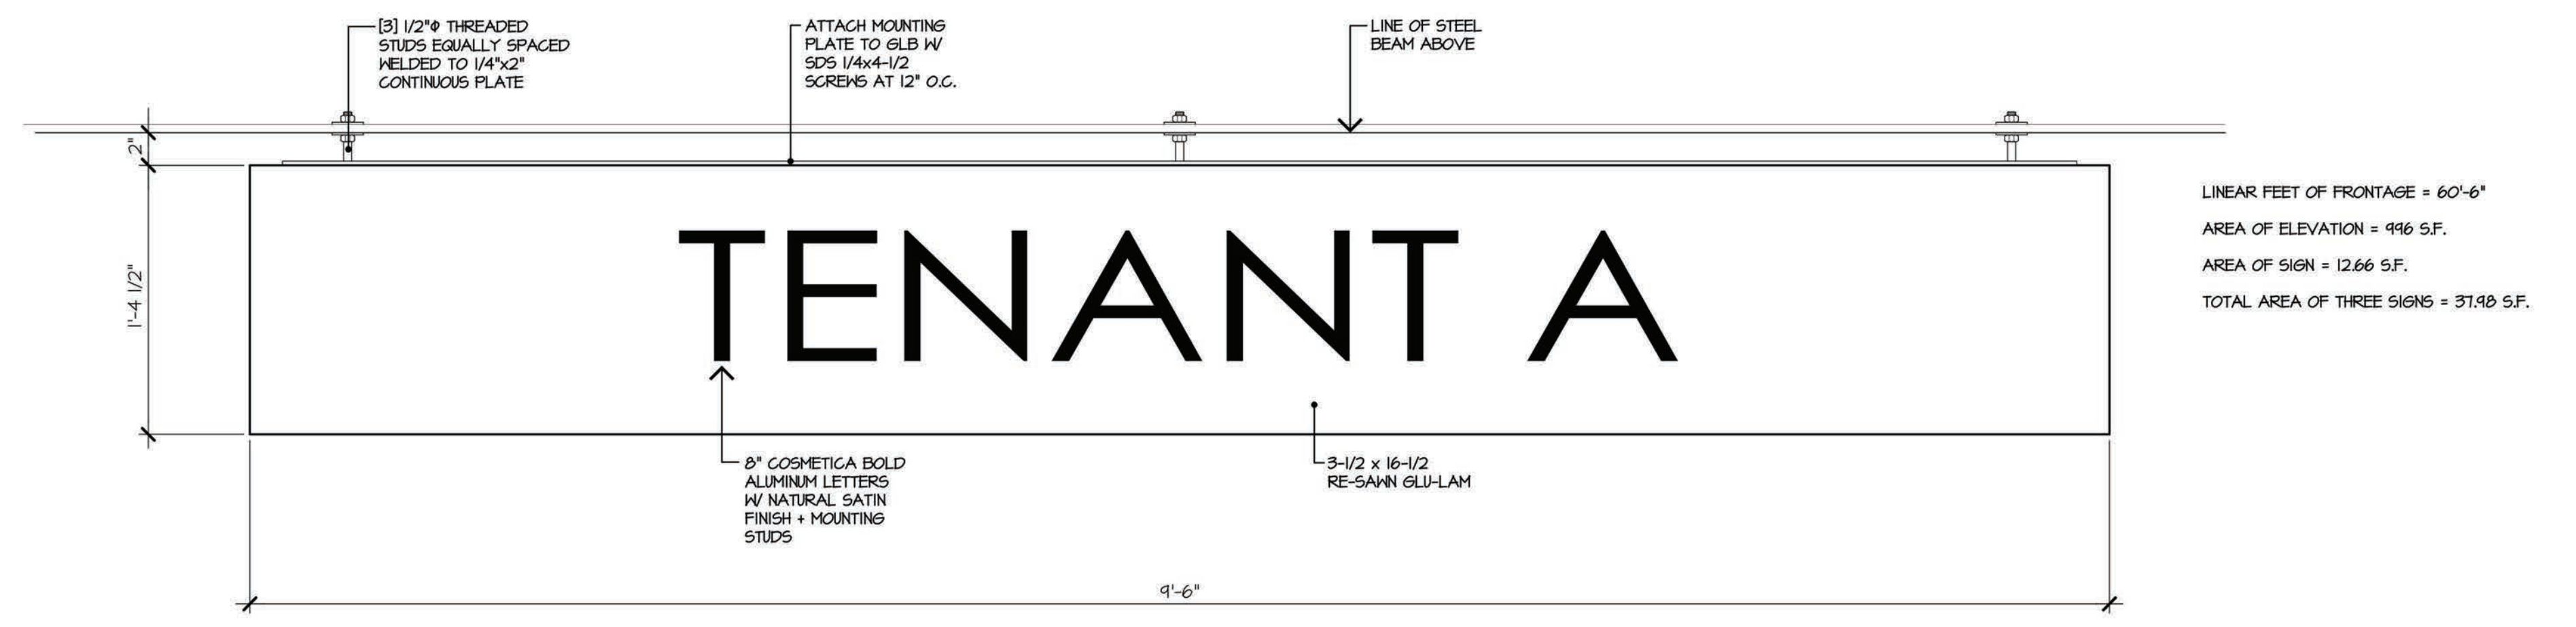 [3] 1/2"Φ THREADED
STUDS EQUALLY SPACED
WELDED TO 1/4"x2"
CONTINUOUS PLATE
ATTACH MOUNTING
PLATE TO GLB W/
SDS 1/4x4-1/2
SCREWS AT 12" O.C.
LINE OF STEEL
BEAM ABOVE
2"
1'-4 1/2"
TENANT A
LINEAR FEET OF FRONTAGE = 60'-6"
AREA OF ELEVATION = 996 S.F.
AREA OF SIGN = 12.66 S.F.
TOTAL AREA OF THREE SIGNS = 37.98 S.F.
8" COSMETICA BOLD
ALUMINUM LETTERS
W/ NATURAL SATIN
FINISH + MOUNTING
STUDS
3-1/2 x 16-1/2
RE-SAWN GLU-LAM
9'-6"